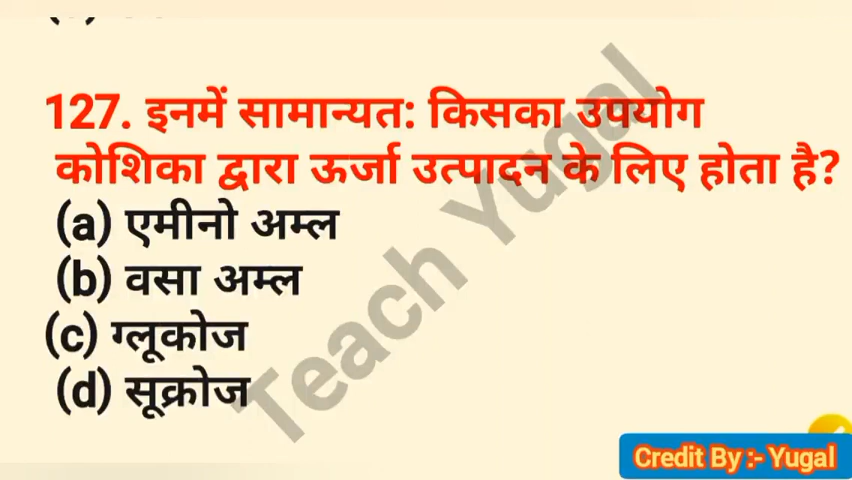 127. इनमें सामान्यत: किसका उपयोग
कोशिका द्वारा ऊर्जा उत्पादन के लिए होता है?
(a) एमीनो अम्ल
(b) वसा अम्ल
(c) ग्लूकोज
(d) सूक्रोज
Teach Yugal
Credit By :- Yugal